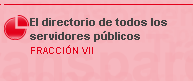 El directorio de todos los
servidores públicos
FRACCIÓN VII